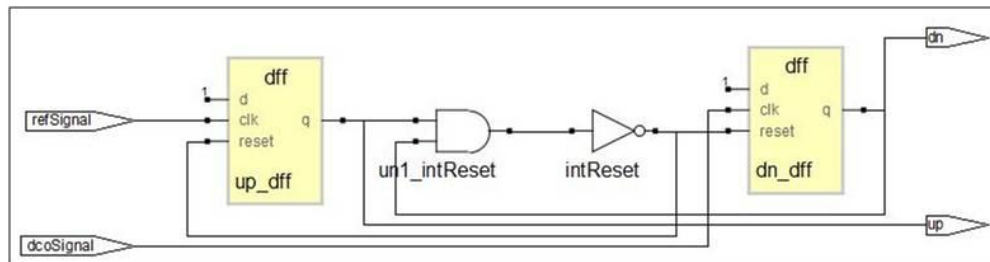 dff
dff
dn
1
d
1
d
refSignal
clk
q
clk
q
reset
reset
un1_intReset
intReset
up_dff
dn_dff
up
dcoSignal